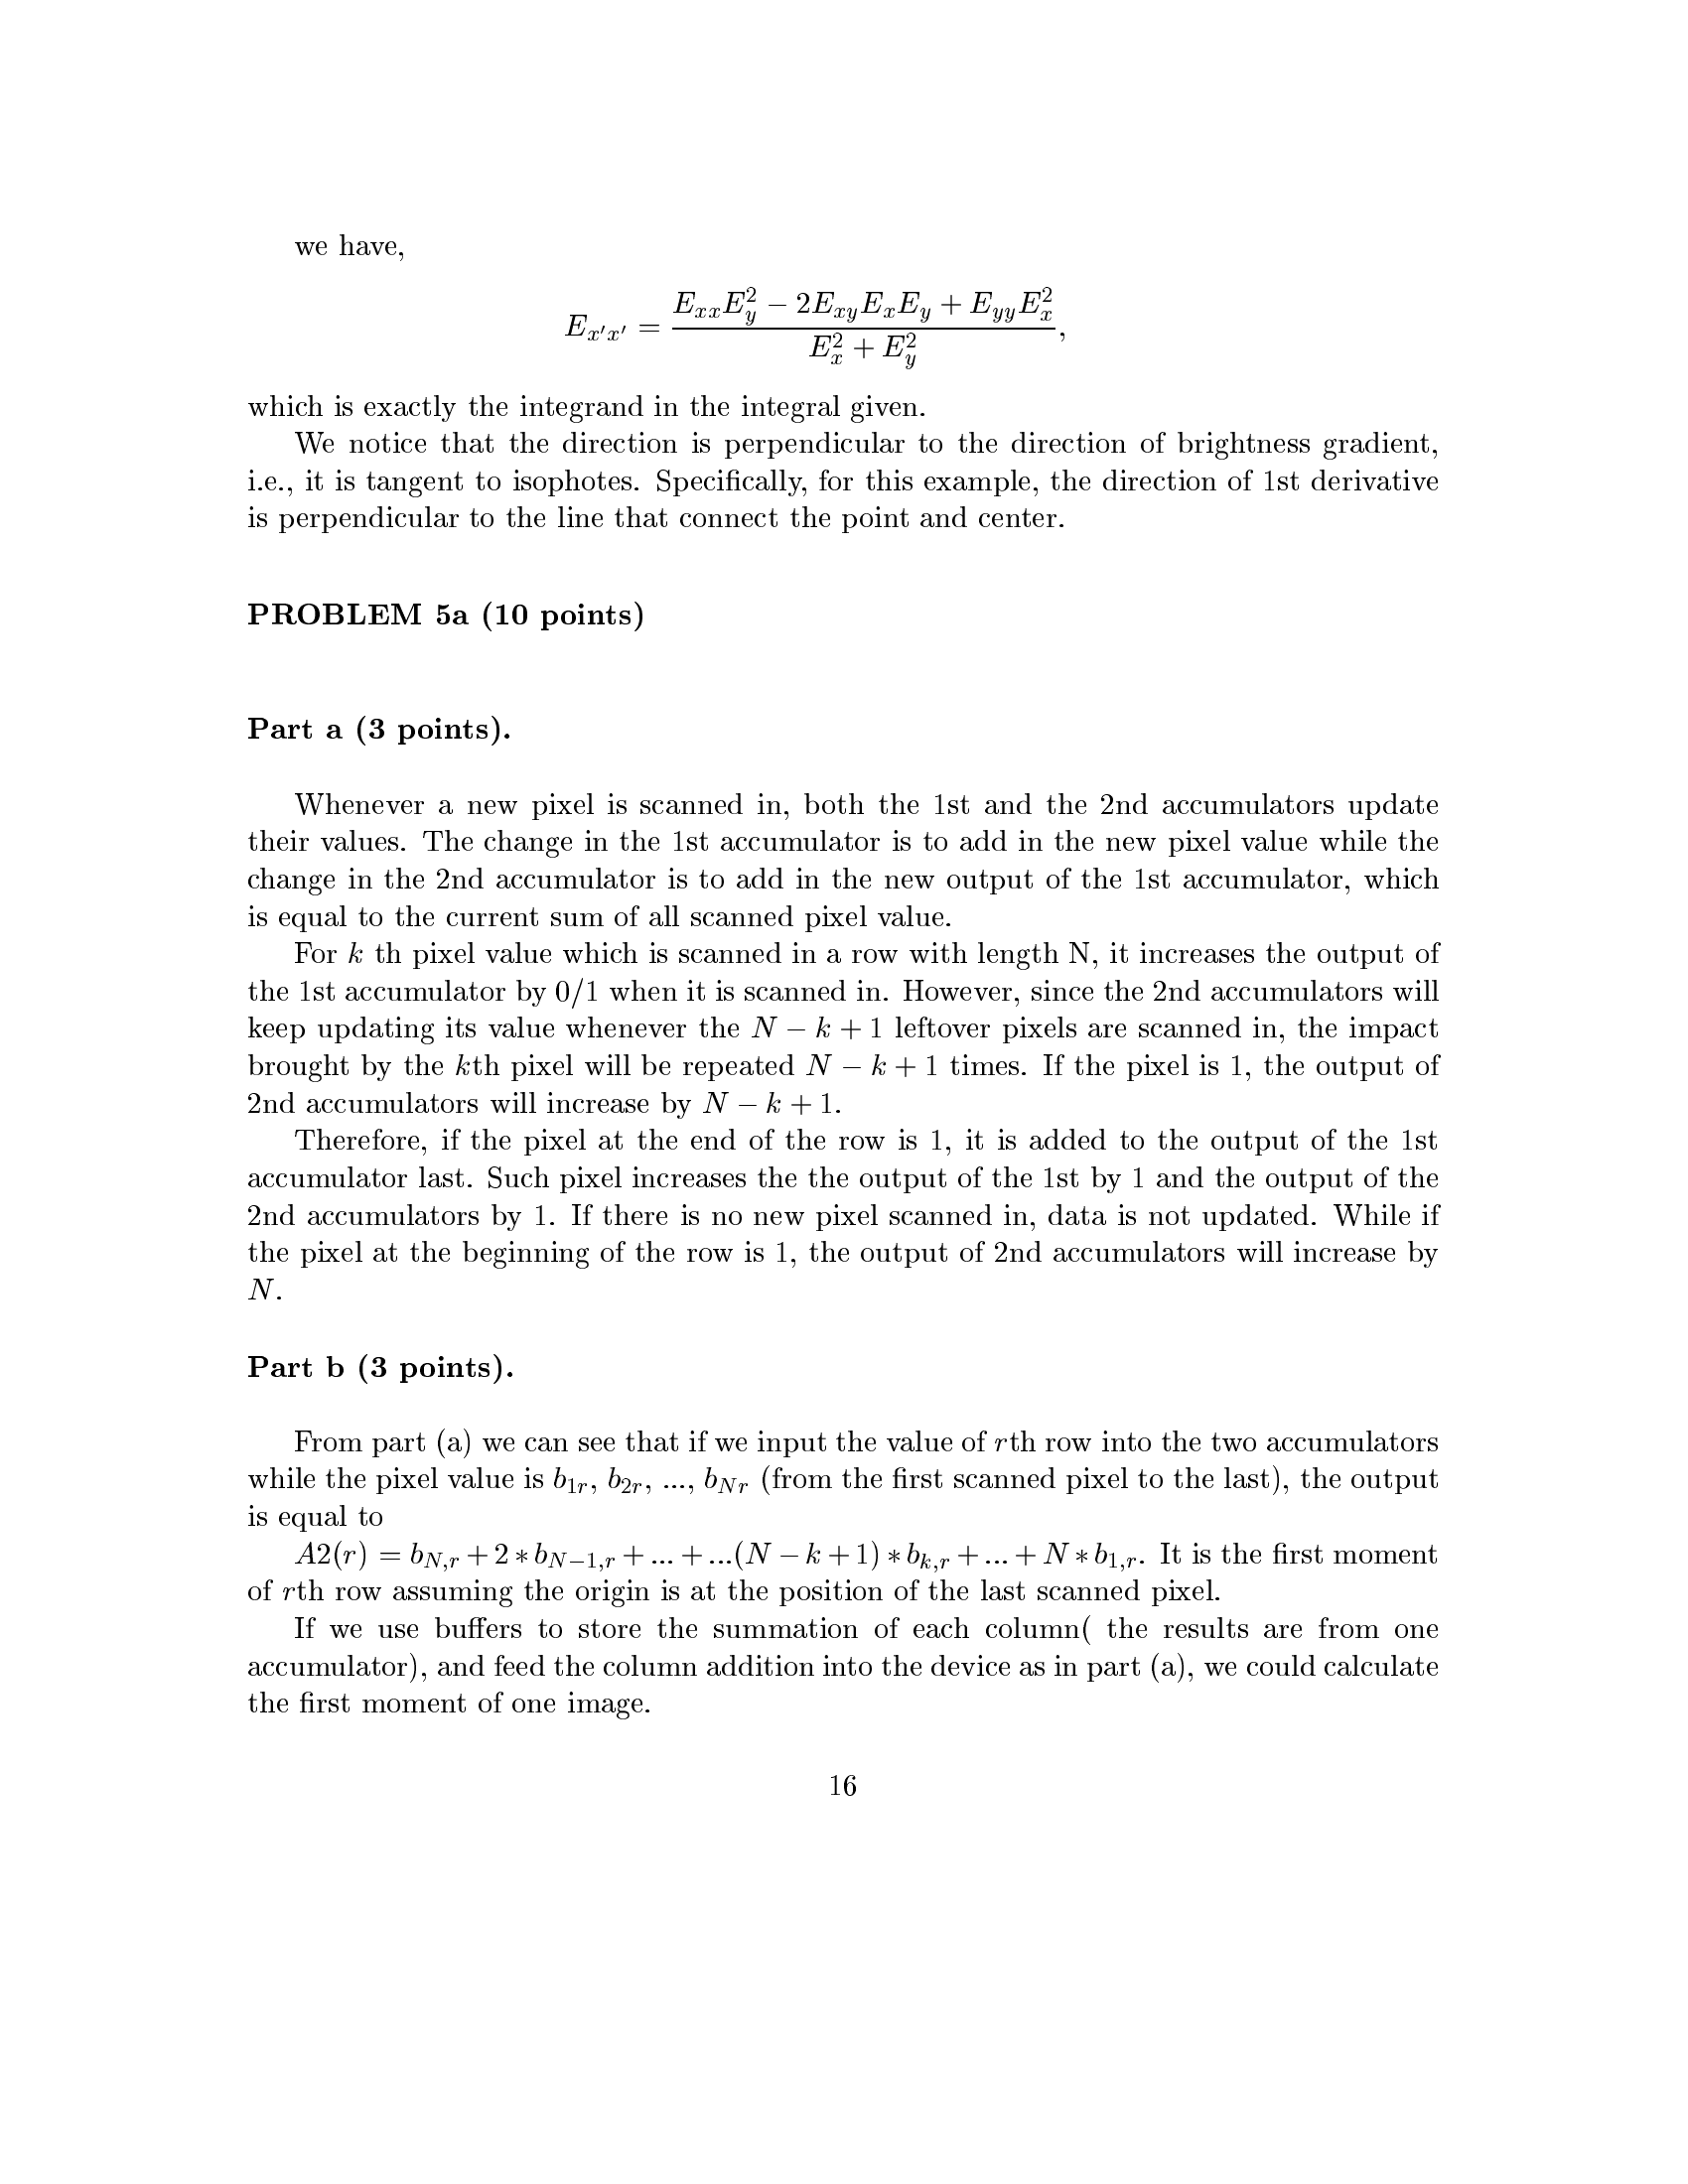 we have,
E_{x'x'} = \frac{E_{xx}E_y^2 - 2E_{xy}E_xE_y + E_{yy}E_x^2}{E_x^2 + E_y^2},
which is exactly the integrand in the integral given.
We notice that the direction is perpendicular to the direction of brightness gradient,
i.e., it is tangent to isophotes. Specifically, for this example, the direction of 1st derivative
is perpendicular to the line that connect the point and center.
PROBLEM 5a (10 points)
Part a (3 points).
Whenever a new pixel is scanned in, both the 1st and the 2nd accumulators update
their values. The change in the 1st accumulator is to add in the new pixel value while the
change in the 2nd accumulator is to add in the new output of the 1st accumulator, which
is equal to the current sum of all scanned pixel value.
For k th pixel value which is scanned in a row with length N, it increases the output of
the 1st accumulator by 0/1 when it is scanned in. However, since the 2nd accumulators will
keep updating its value whenever the N − k + 1 leftover pixels are scanned in, the impact
brought by the kth pixel will be repeated N − k + 1 times. If the pixel is 1, the output of
2nd accumulators will increase by N − k + 1.
Therefore, if the pixel at the end of the row is 1, it is added to the output of the 1st
accumulator last. Such pixel increases the the output of the 1st by 1 and the output of the
2nd accumulators by 1. If there is no new pixel scanned in, data is not updated. While if
the pixel at the beginning of the row is 1, the output of 2nd accumulators will increase by
N.
Part b (3 points).
From part (a) we can see that if we input the value of rth row into the two accumulators
while the pixel value is b_{1r}, b_{2r}, ..., b_{Nr} (from the first scanned pixel to the last), the output
is equal to
A2(r) = b_{N,r} + 2 * b_{N−1,r} + ... + ...(N − k + 1) * b_{k,r} + ... + N * b_{1,r}. It is the first moment
of rth row assuming the origin is at the position of the last scanned pixel.
If we use buffers to store the summation of each column( the results are from one
accumulator), and feed the column addition into the device as in part (a), we could calculate
the first moment of one image.
16